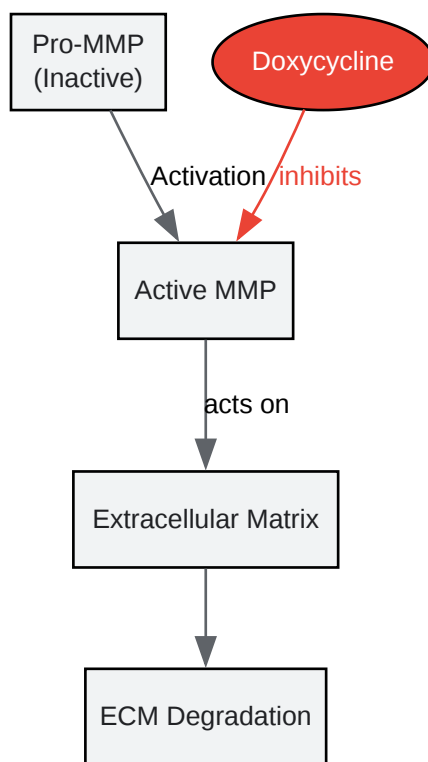 Pro-MMP
(Inactive)
Doxycycline
Activation
inhibits
Active MMP
acts on
Extracellular Matrix
ECM Degradation